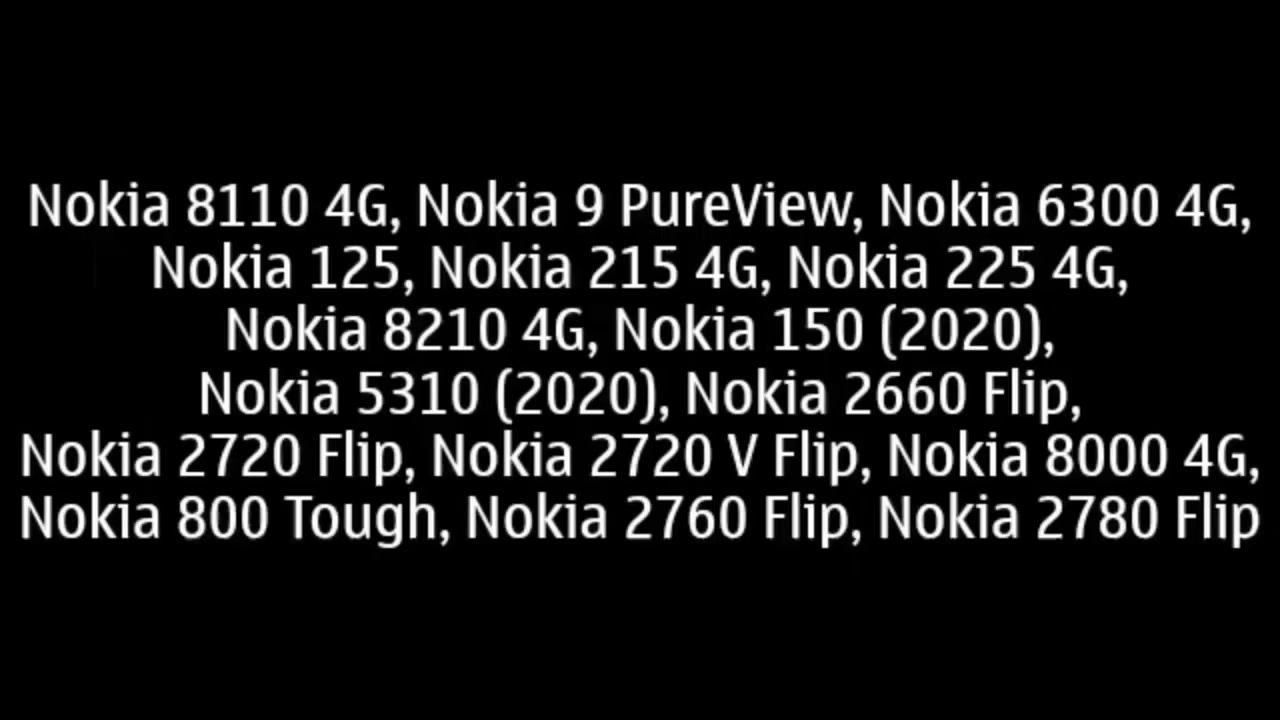 Nokia 8110 4G, Nokia 9 PureView, Nokia 6300 4G,
Nokia 125, Nokia 215 4G, Nokia 225 4G,
Nokia 8210 4G, Nokia 150 (2020),
Nokia 5310 (2020), Nokia 2660 Flip,
Nokia 2720 Flip, Nokia 2720 V Flip, Nokia 8000 4G,
Nokia 800 Tough, Nokia 2760 Flip, Nokia 2780 Flip